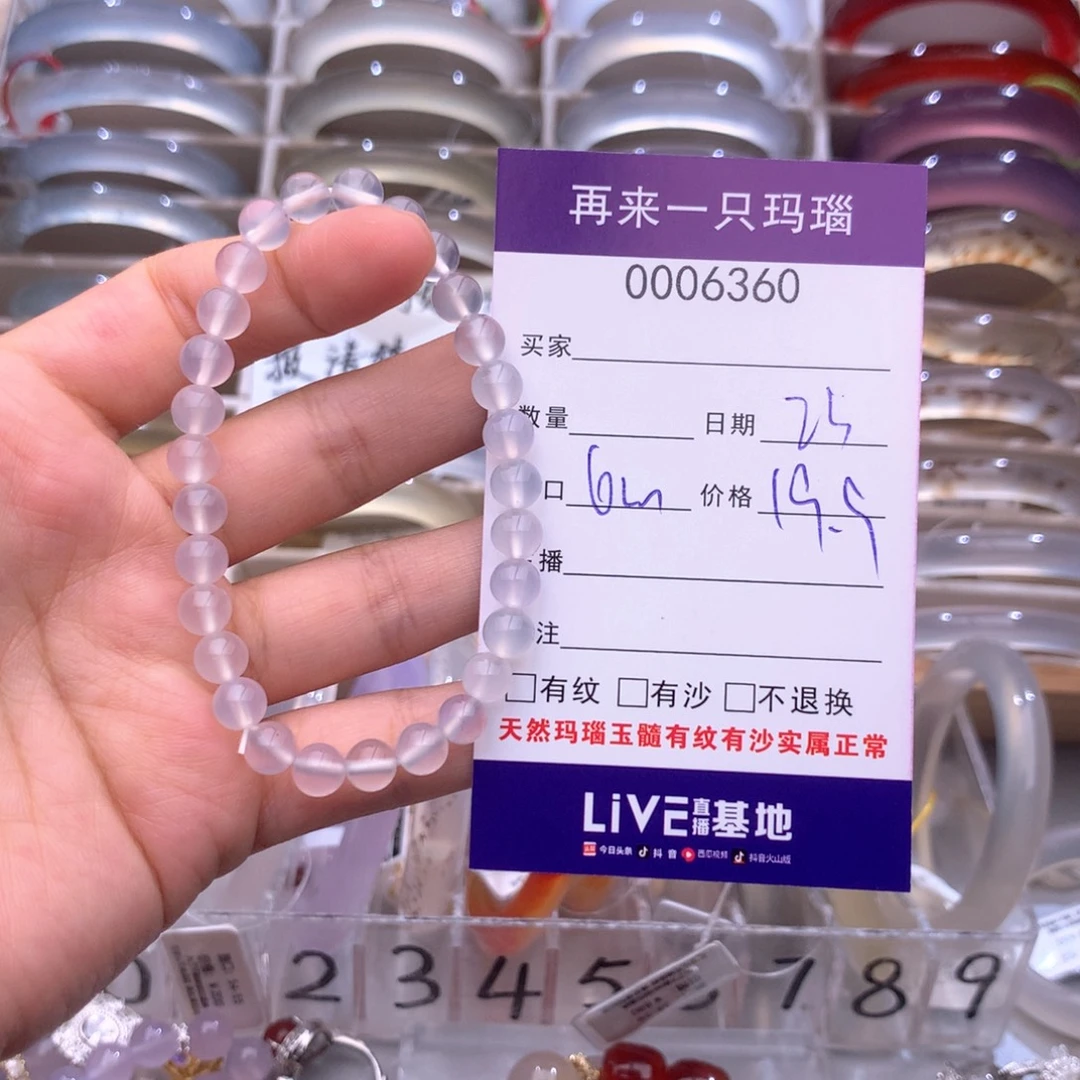 再来一只玛瑙
0006360
买家
数量 日期 25
口 6m 价格 19.9
播
注
□有纹 □有沙 □不退换
天然玛瑙玉髓有纹有沙实属正常
LiVE直播基地
今日头条 抖音 西瓜视频 抖音火山版
2 3 4 5 7 8 9